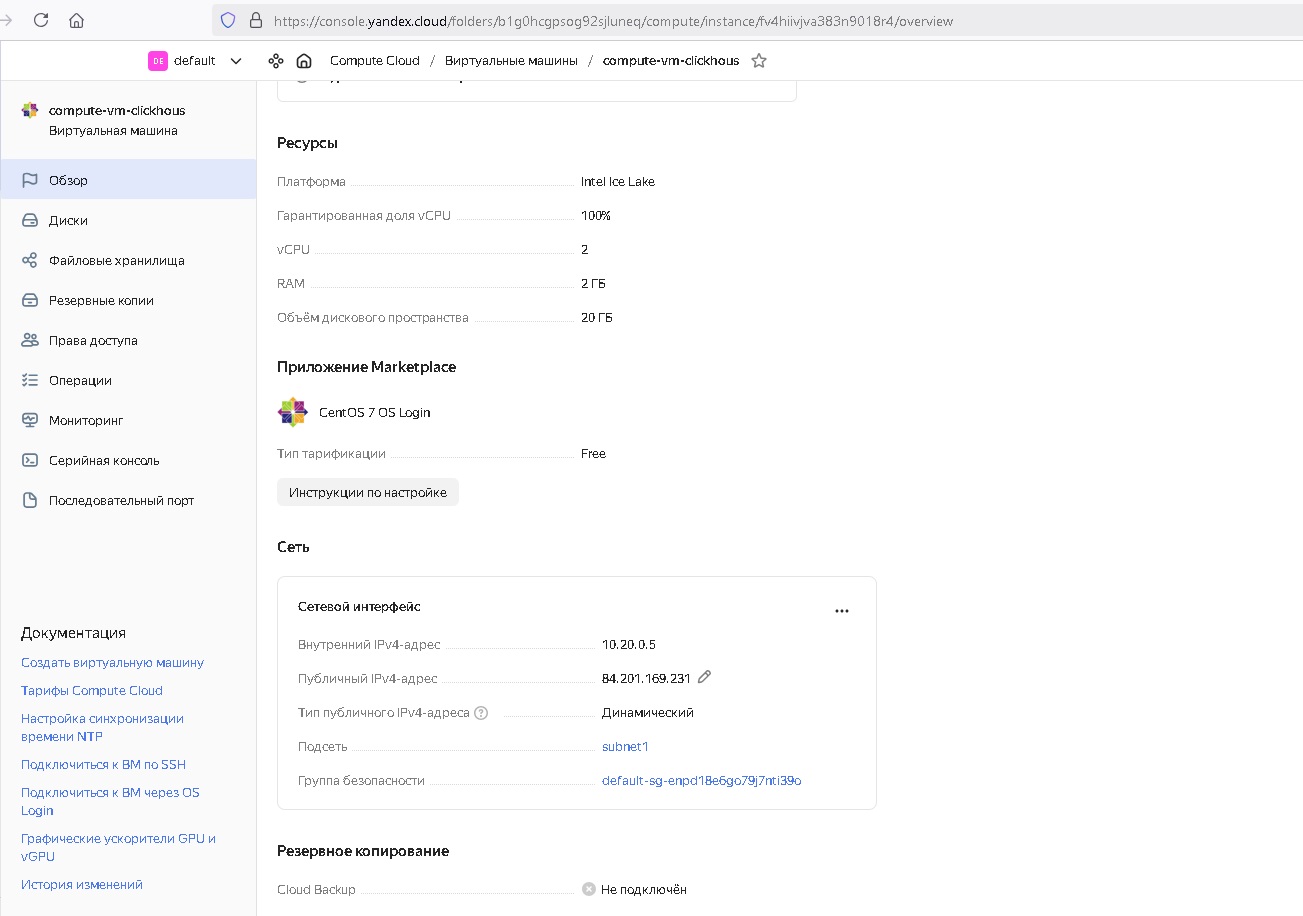 https://console.yandex.cloud/folders/b1g0hcgpsog92sjluneq/compute/instance/fv4hiivjva383n9018r4/overview
DE default
Compute Cloud / Виртуальные машины / compute-vm-clickhous
compute-vm-clickhous
Виртуальная машина
Обзор
Диски
Файловые хранилища
Резервные копии
Права доступа
Операции
Мониторинг
Серийная консоль
Последовательный порт
Документация
Создать виртуальную машину
Тарифы Compute Cloud
Настройка синхронизации
времени NTP
Подключиться к ВМ по SSH
Подключиться к ВМ через OS
Login
Графические ускорители GPU и
vGPU
История изменений
Ресурсы
Платформа Intel Ice Lake
Гарантированная доля vCPU 100%
vCPU 2
RAM 2 ГБ
Объём дискового пространства 20 ГБ
Приложение Marketplace
CentOS 7 OS Login
Тип тарификации Free
Инструкции по настройке
Сеть
Сетевой интерфейс
Внутренний IPv4-адрес 10.20.0.5
Публичный IPv4-адрес 84.201.169.231
Тип публичного IPv4-адреса Динамический
Подсеть subnet1
Группа безопасности default-sg-enpd18e6go79j7nti39o
Резервное копирование
Cloud Backup Не подключён